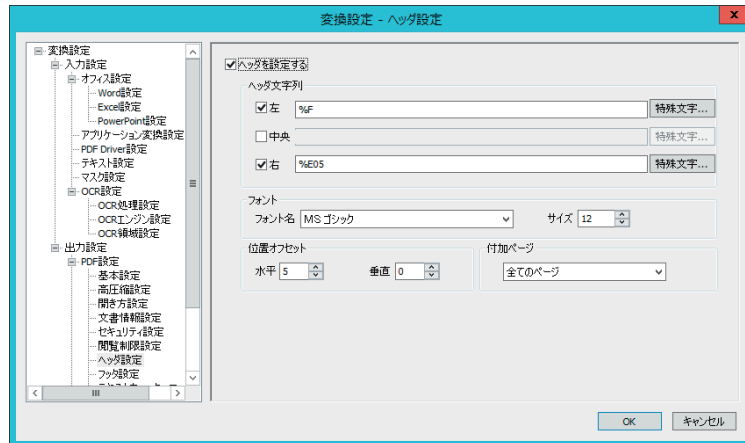 変換設定 - ヘッダ設定
x
変換設定
入力設定
オフィス設定
Word設定
Excel設定
PowerPoint設定
アプリケーション変換設定
PDF Driver設定
テキスト設定
マスク設定
OCR設定
OCR処理設定
OCRエンジン設定
OCR領域設定
出力設定
PDF設定
基本設定
高圧縮設定
開き方設定
文書情報設定
セキュリティ設定
閲覧制限設定
ヘッダ設定
フッタ設定
ヘッダを設定する
ヘッダ文字列
左 %F 特殊文字...
中央 特殊文字...
右 %E05 特殊文字...
フォント
フォント名 MS ゴシック サイズ 12
位置オフセット
水平 5 垂直 0
付加ページ
全てのページ
OK キャンセル